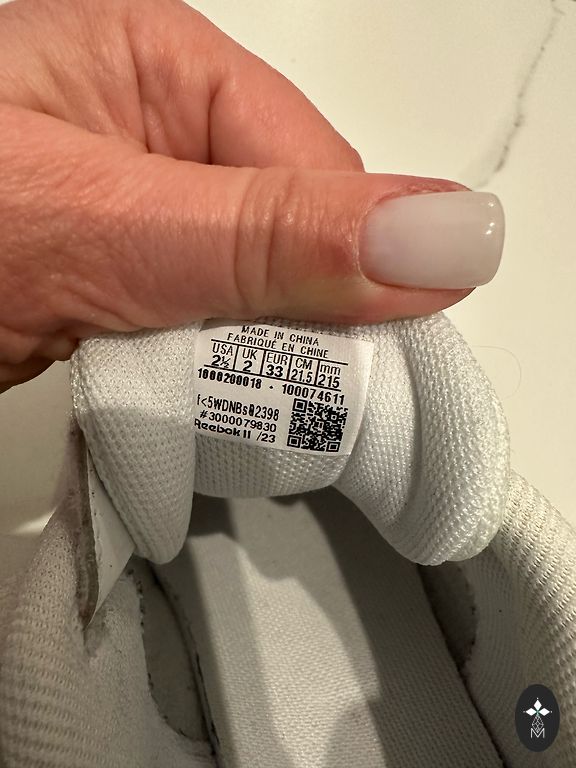 MADE IN CHINA
FABRIQUÉ EN CHINE
USA UK EUR CM mm
2½ 2 33 21.5 215
1000200018 • 100074611
#3000079830
Reebok II /23
M